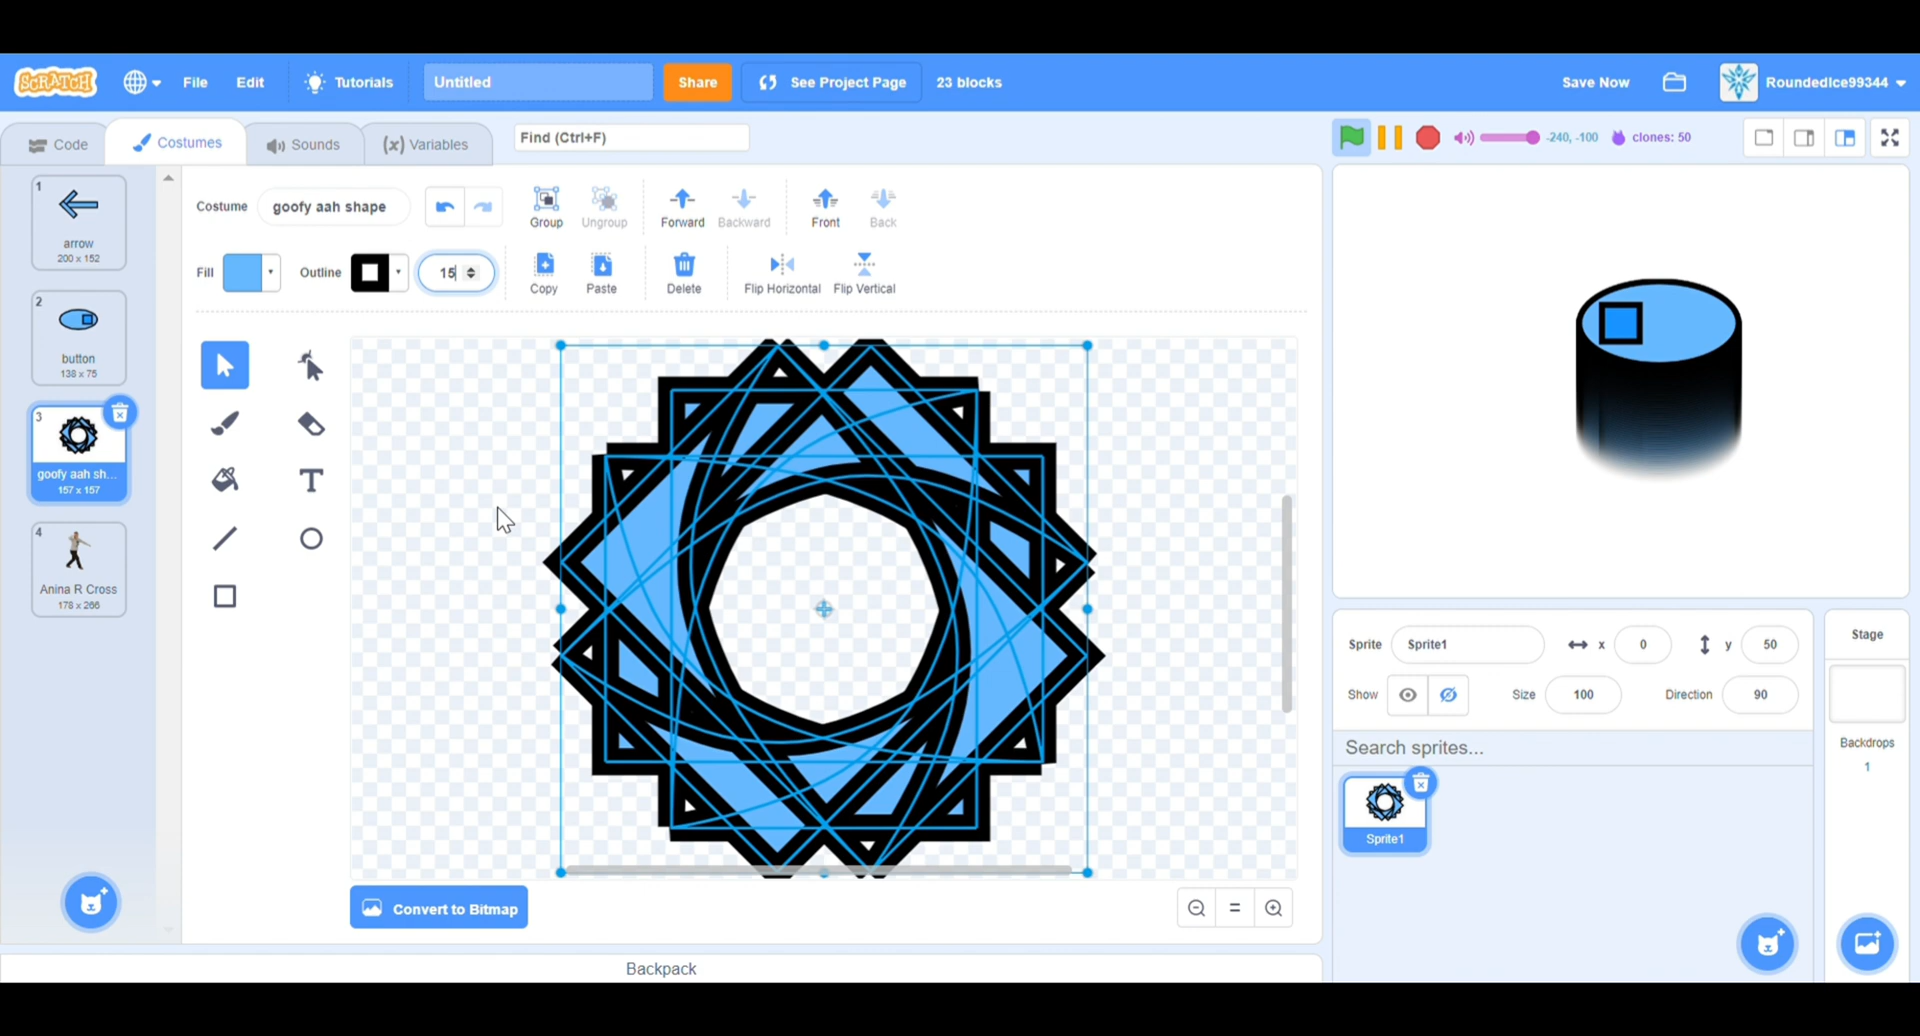 SCRATCH File Edit Tutorials Untitled Share See Project Page 23 blocks Save Now RoundedIce99344
Code Costumes Sounds (x) Variables Find (Ctrl+F) -240, -100 clones: 50
1
arrow
200 x 152
2
button
138 x 75
3
goofy aah sh...
157 x 157
4
Anina R Cross
178 x 266
Costume goofy aah shape Group Ungroup Forward Backward Front Back
Fill Outline 15 Copy Paste Delete Flip Horizontal Flip Vertical
T
Convert to Bitmap =
Backpack
Sprite Sprite1 x 0 y 50
Show Size 100 Direction 90
Search sprites...
Sprite1
Stage
Backdrops
1